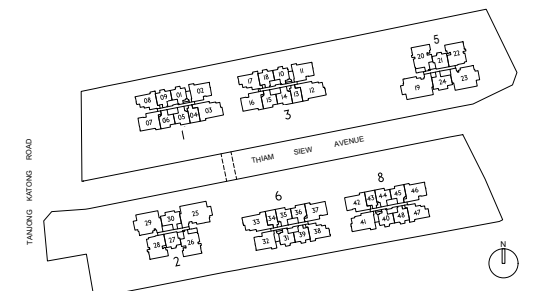 5
20 21 22
19 24 23
17 18 10 11
16 15 14 13 12
3
08 09 01 02
07 06 05 04 03
1
THIAM SIEW AVENUE
TANJONG KATONG ROAD
8
42 43 44 45 46
41 40 48 47
6
33 34 35 36 37
32 31 39 38
29 30 25
28 27 26
2
N